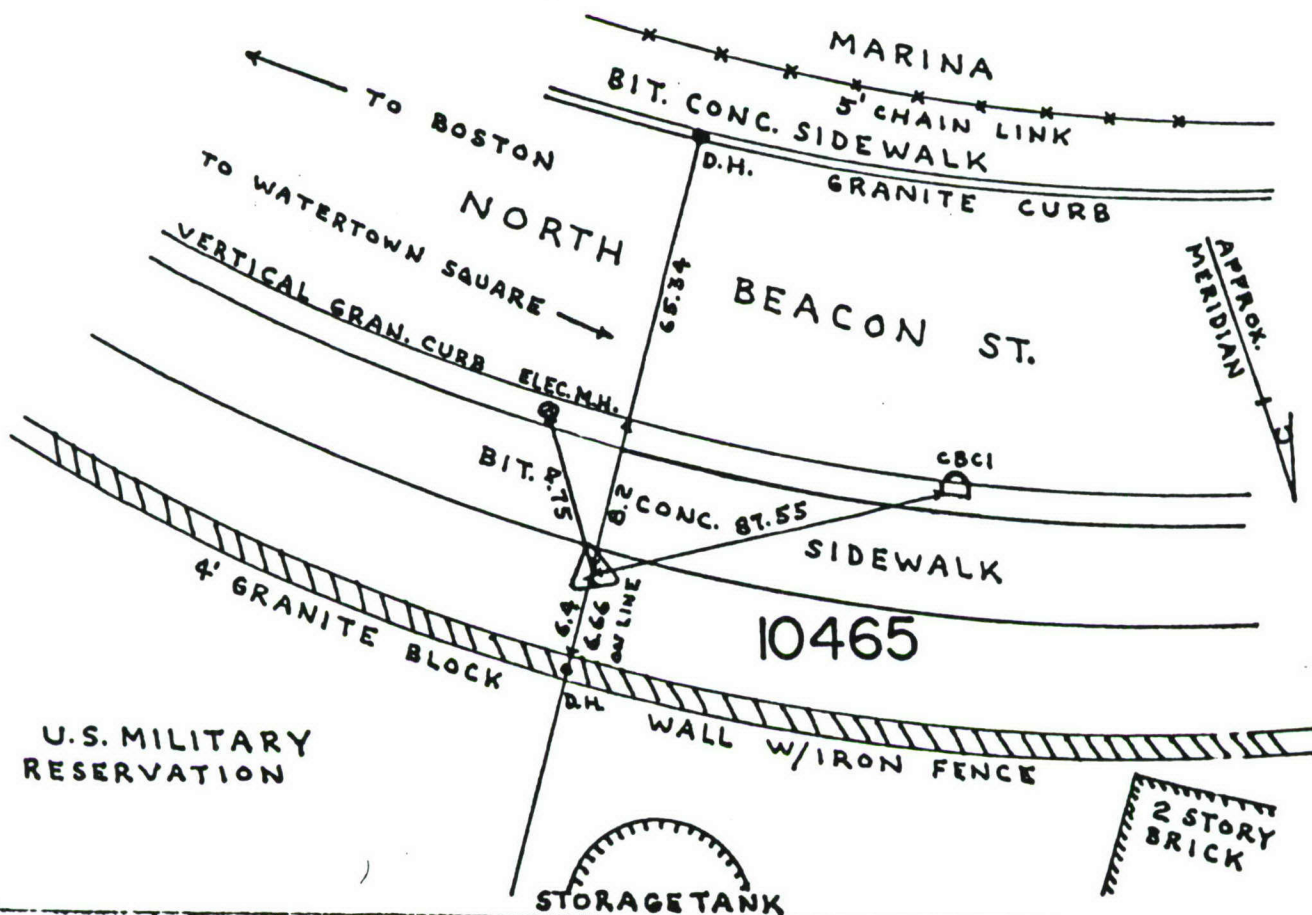 MARINA
5' CHAIN LINK
BIT. CONC. SIDEWALK
GRANITE CURB
D.H.
TO BOSTON
TO WATERTOWN SQUARE
NORTH BEACON ST.
65.34
APPROX.
MERIDIAN
VERTICAL GRAN. CURB
ELEC.M.H.
CBCI
BIT. CONC. SIDEWALK
8.2
87.55
6.4
6.66
ON LINE
10465
4' GRANITE BLOCK WALL W/IRON FENCE
D.H.
U.S. MILITARY
RESERVATION
STORAGE TANK
2 STORY
BRICK